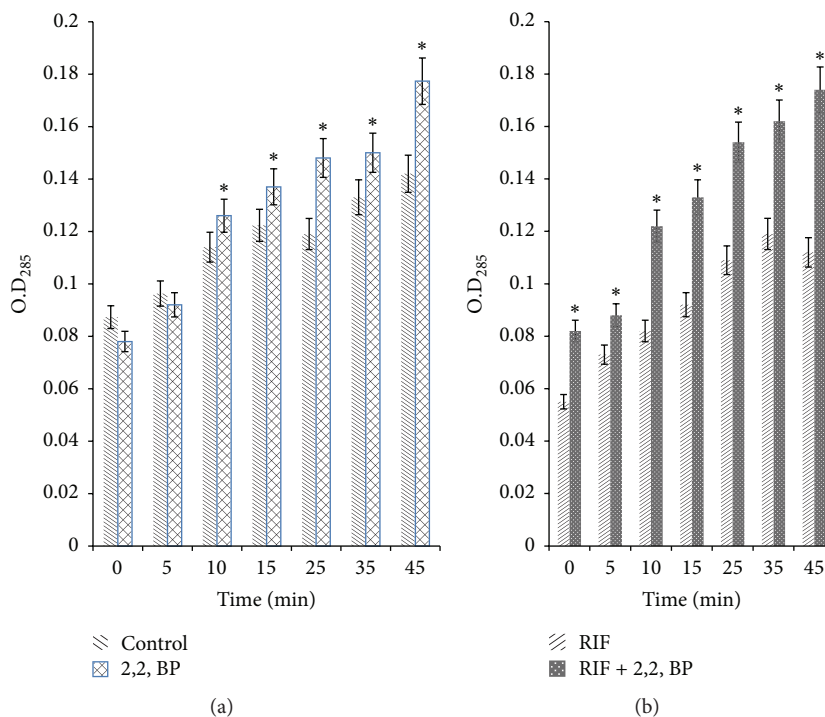 0.2
0.18
0.16
0.14
0.12
0.1
0.08
0.06
0.04
0.02
0
O.D285
* * * * *
0 5 10 15 25 35 45
Time (min)
Control
2,2, BP
(a)
0.2
0.18
0.16
0.14
0.12
0.1
0.08
0.06
0.04
0.02
0
O.D285
* * * * * * *
0 5 10 15 25 35 45
Time (min)
RIF
RIF + 2,2, BP
(b)